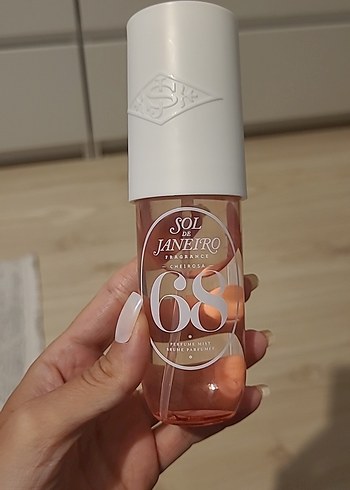 SOL
DE
JANEIRO
FRAGRANCE
CHEIROSA
68
PERFUME MIST
BRUME PARFUMÉE